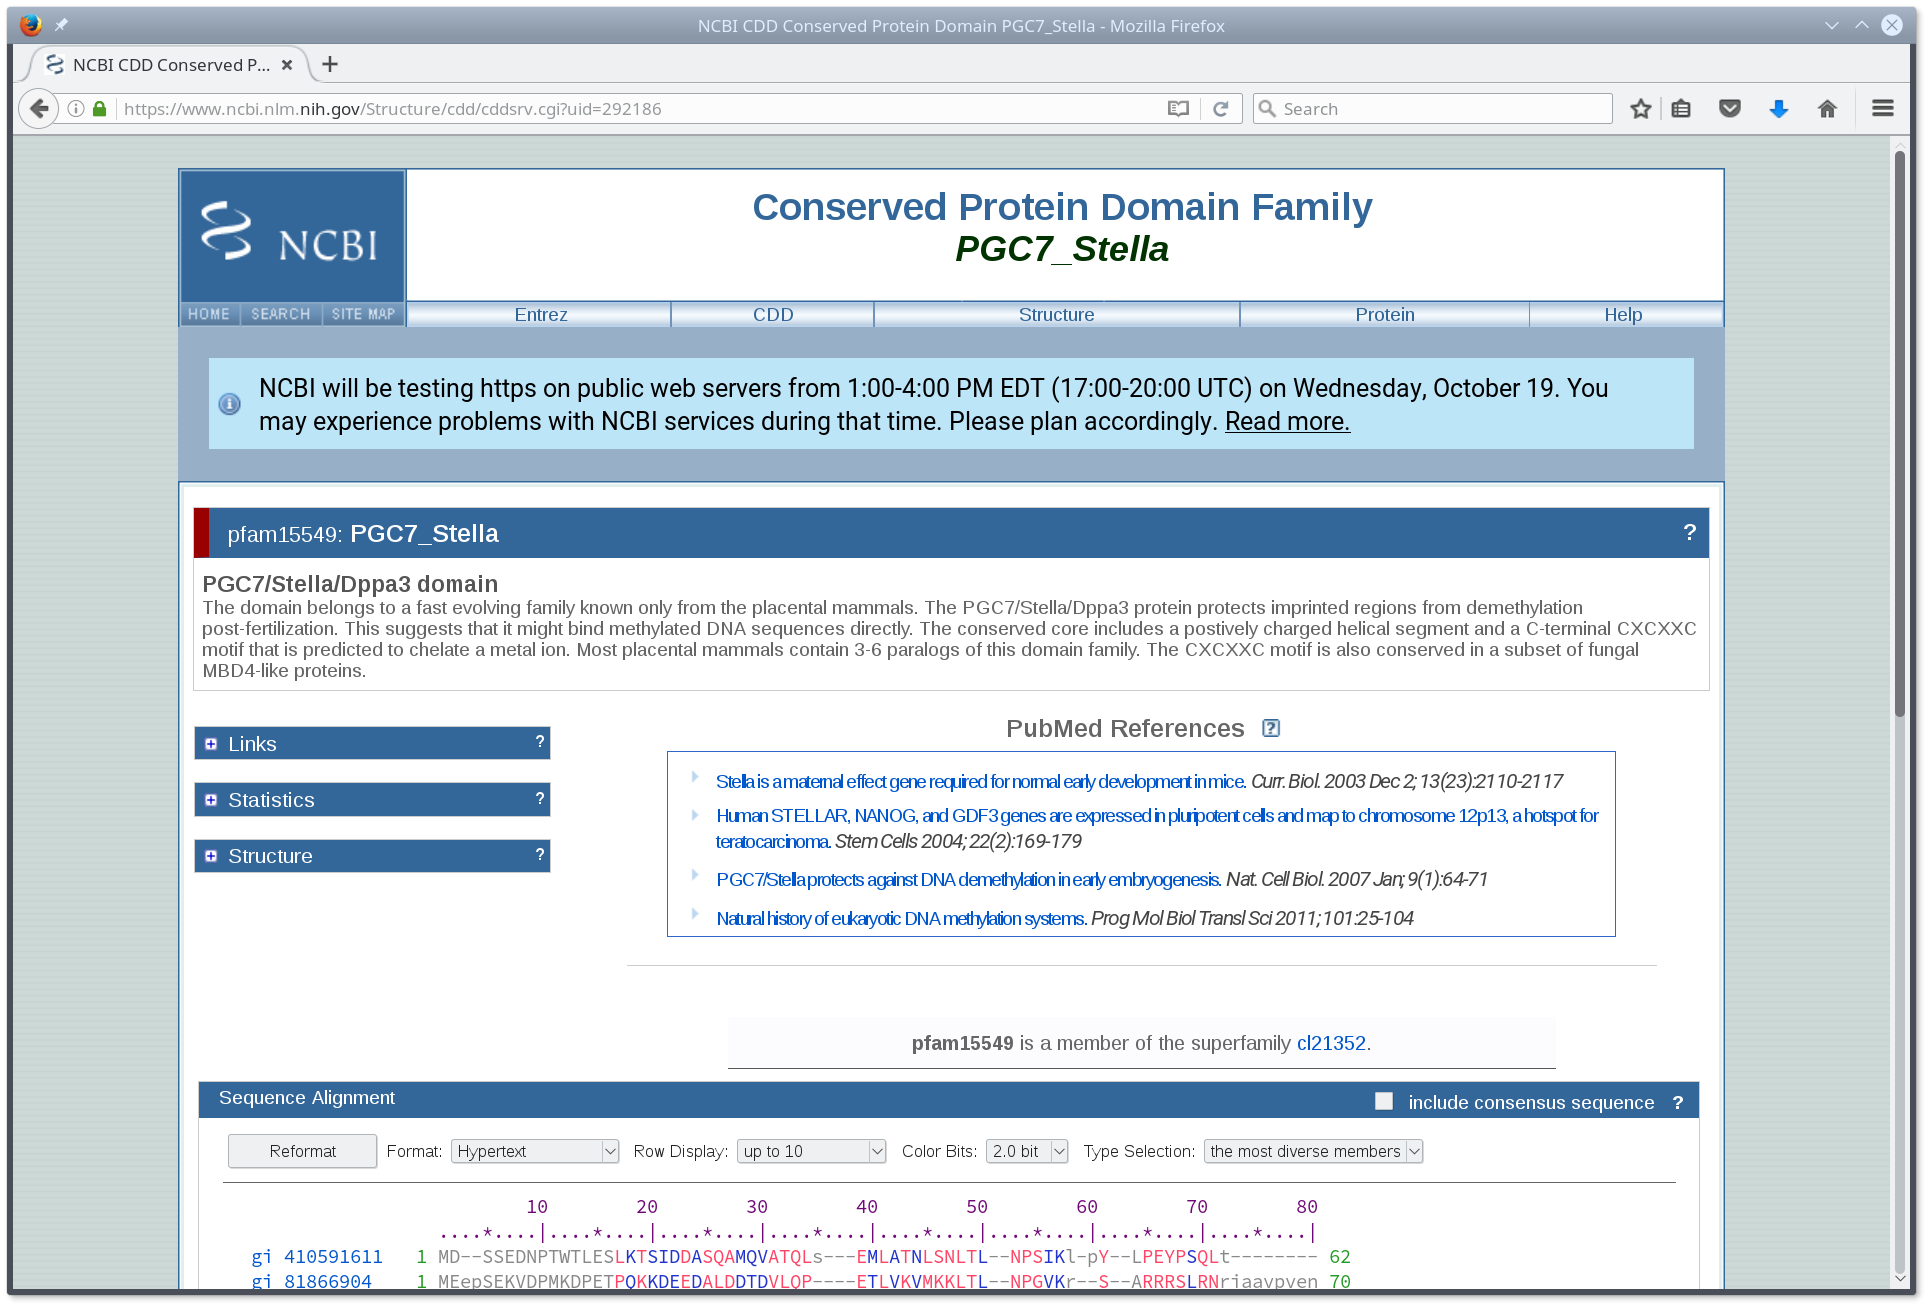 NCBI CDD Conserved Protein Domain PGC7_Stella - Mozilla Firefox
NCBI CDD Conserved P...
https://www.ncbi.nlm.nih.gov/Structure/cdd/cddsrv.cgi?uid=292186
Search
NCBI
Conserved Protein Domain Family
PGC7_Stella
HOME SEARCH SITE MAP Entrez CDD Structure Protein Help
NCBI will be testing https on public web servers from 1:00-4:00 PM EDT (17:00-20:00 UTC) on Wednesday, October 19. You
may experience problems with NCBI services during that time. Please plan accordingly. Read more.
pfam15549: PGC7_Stella ?
PGC7/Stella/Dppa3 domain
The domain belongs to a fast evolving family known only from the placental mammals. The PGC7/Stella/Dppa3 protein protects imprinted regions from demethylation
post-fertilization. This suggests that it might bind methylated DNA sequences directly. The conserved core includes a postively charged helical segment and a C-terminal CXCXXC
motif that is predicted to chelate a metal ion. Most placental mammals contain 3-6 paralogs of this domain family. The CXCXXC motif is also conserved in a subset of fungal
MBD4-like proteins.
Links ?
Statistics ?
Structure ?
PubMed References ?
Stella is a maternal effect gene required for normal early development in mice. Curr. Biol. 2003 Dec 2; 13(23):2110-2117
Human STELLAR, NANOG, and GDF3 genes are expressed in pluripotent cells and map to chromosome 12p13, a hotspot for
teratocarcinoma. Stem Cells 2004; 22(2):169-179
PGC7/Stella protects against DNA demethylation in early embryogenesis. Nat. Cell Biol. 2007 Jan; 9(1):64-71
Natural history of eukaryotic DNA methylation systems. Prog Mol Biol Transl Sci 2011; 101:25-104
pfam15549 is a member of the superfamily cl21352.
Sequence Alignment include consensus sequence ?
Reformat Format: Hypertext Row Display: up to 10 Color Bits: 2.0 bit Type Selection: the most diverse members
10 20 30 40 50 60 70 80
....*....|....*....|....*....|....*....|....*....|....*....|....*....|....*....|
gi 410591611 1 MD--SSEDNPTWTLESLKTSIDDASQAMQVATQLs---EMLATNLSNLTL--NPSIKl-pY--LPEYPSQLt-------- 62
gi 81866904 1 MEepSEKVDPMKDPETPQKKDEEDALDDTDVLQP----ETLVKVMKKLTL--NPGVKr--S--ARRRSLRNriaavpven 70